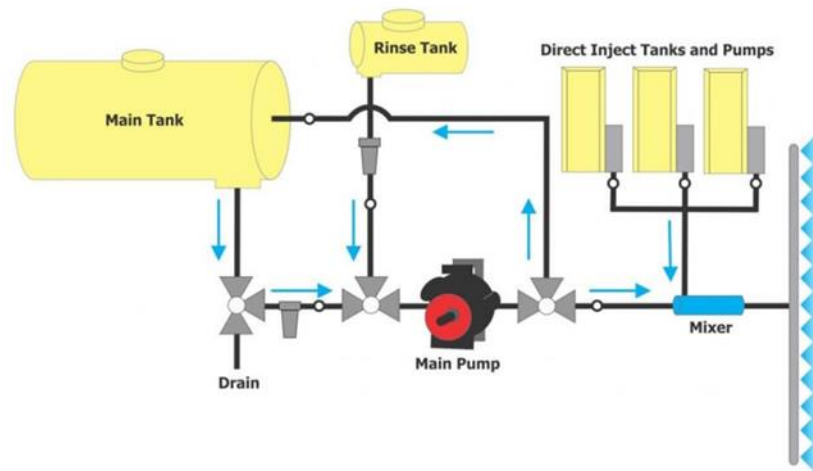 Rinse Tank
Direct Inject Tanks and Pumps
Main Tank
Mixer
Main Pump
Drain